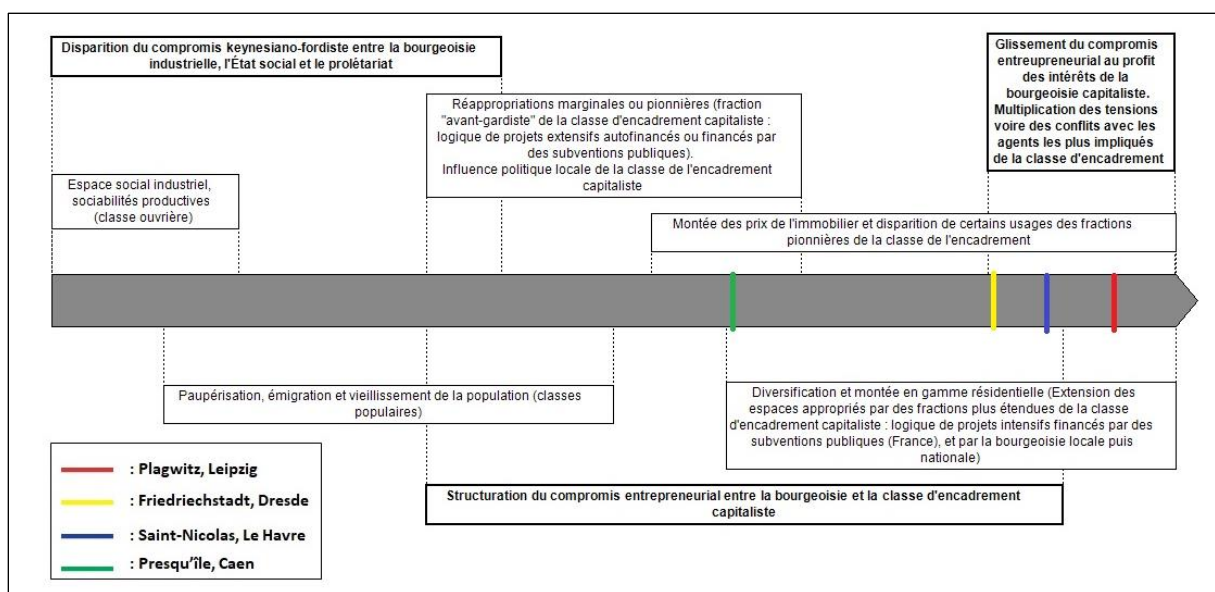 Disparition du compromis keynesiano-fordiste entre la bourgeoisie
industrielle, l'État social et le prolétariat
Glissement du compromis
entreupreneurial au profit
des intérêts de la
bourgeoisie capitaliste.
Multiplication des tensions
voire des conflits avec les
agents les plus impliqués
de la classe d'encadrement
Réappropriations marginales ou pionnières (fraction
"avant-gardiste" de la classe d'encadrement capitaliste :
logique de projets extensifs autofinancés ou financés par
des subventions publiques).
Influence politique locale de la classe de l'encadrement
capitaliste
Espace social industriel,
sociabilités productives
(classe ouvrière)
Montée des prix de l'immobilier et disparition de certains usages des fractions
pionnières de la classe de l'encadrement
Paupérisation, émigration et vieillissement de la population (classes
populaires)
Diversification et montée en gamme résidentielle (Extension des
espaces appropriés par des fractions plus étendues de la classe
d'encadrement capitaliste : logique de projets intensifs financés par des
subventions publiques (France), et par la bourgeoisie locale puis
nationale)
Structuration du compromis entrepreneurial entre la bourgeoisie et la classe d'encadrement
capitaliste
: Plagwitz, Leipzig
: Friedriechstadt, Dresde
: Saint-Nicolas, Le Havre
: Presqu'île, Caen